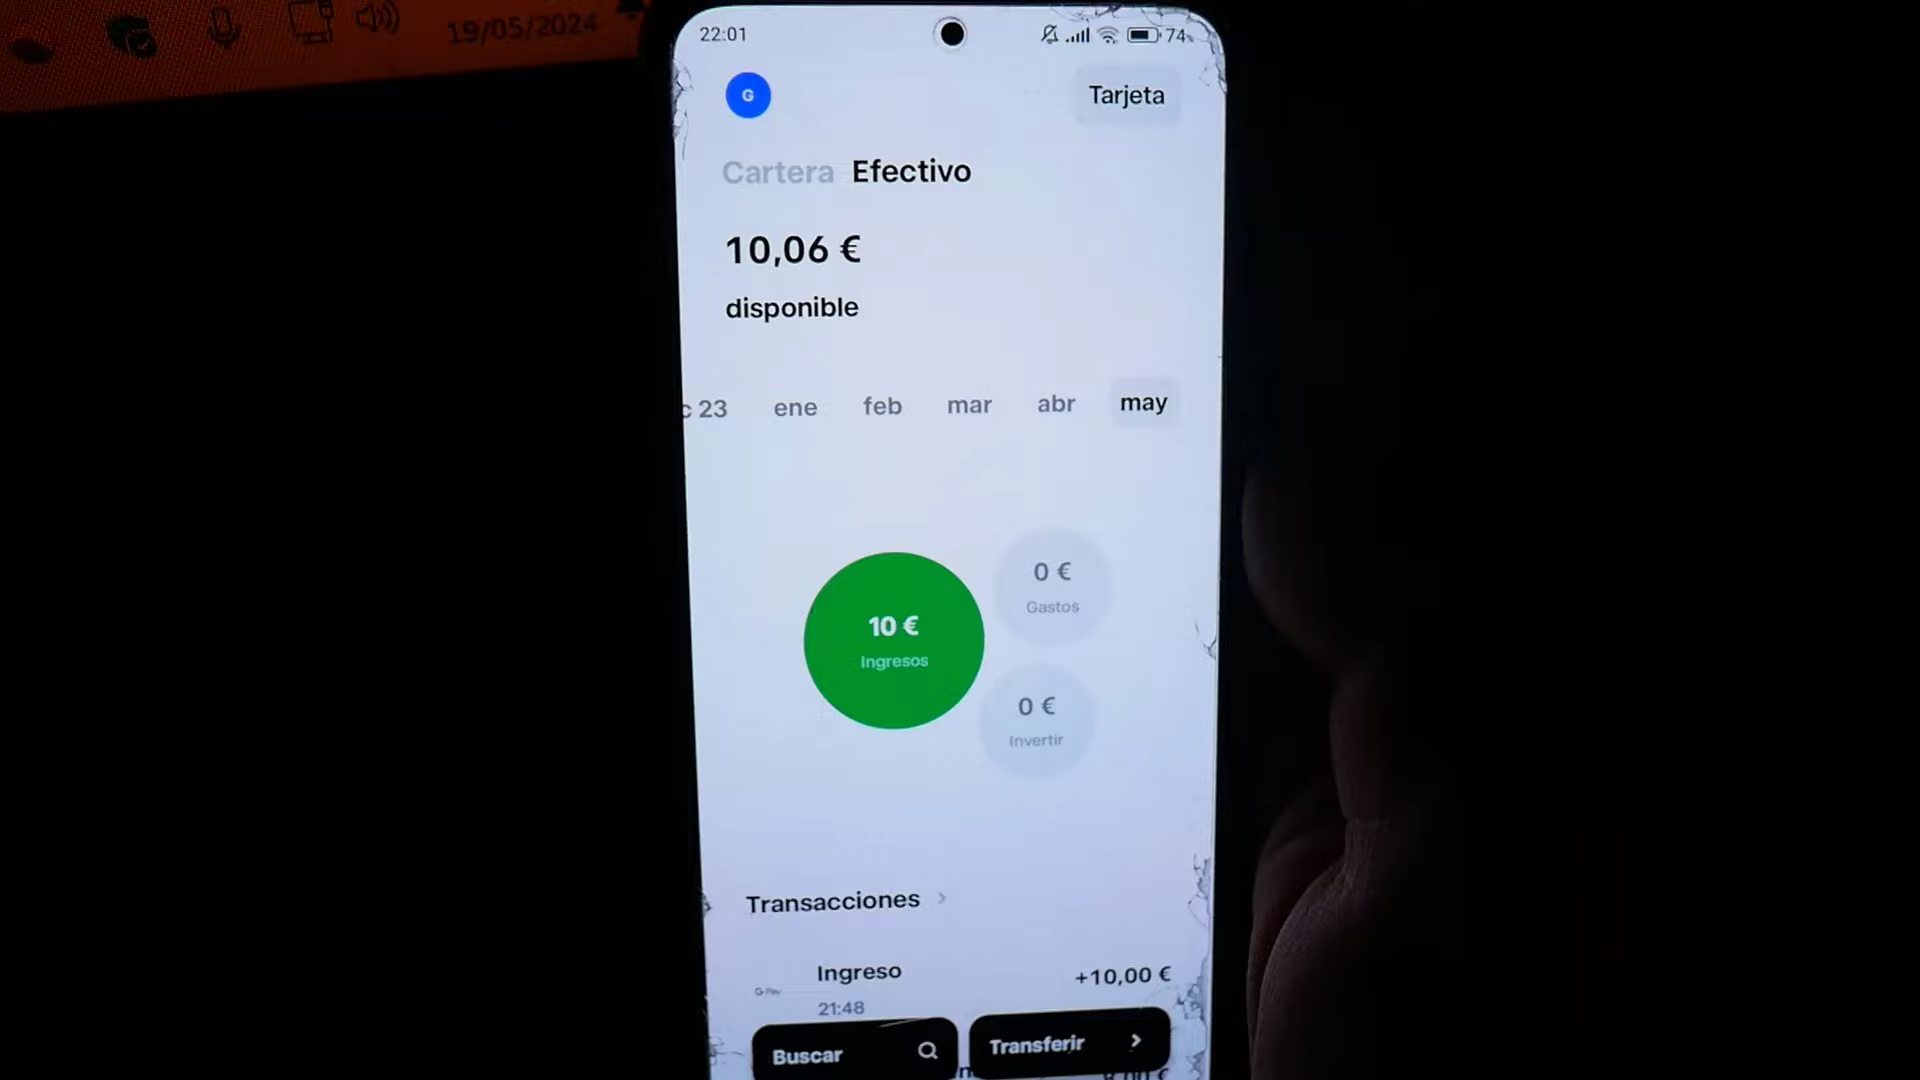 19/05/2024
22:01
74%
G
Tarjeta
Cartera Efectivo
10,06 €
disponible
23 ene feb mar abr may
0 €
Gastos
10 €
Ingresos
0 €
Invertir
Transacciones >
Ingreso
+10,00 €
G Pay
21:48
Buscar
Transferir >